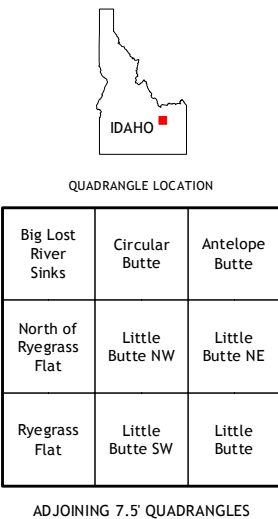 IDAHO
QUADRANGLE LOCATION
Big Lost
River
Sinks
Circular
Butte
Antelope
Butte
North of
Ryegrass
Flat
Little
Butte NW
Little
Butte NE
Ryegrass
Flat
Little
Butte SW
Little
Butte
ADJOINING 7.5' QUADRANGLES